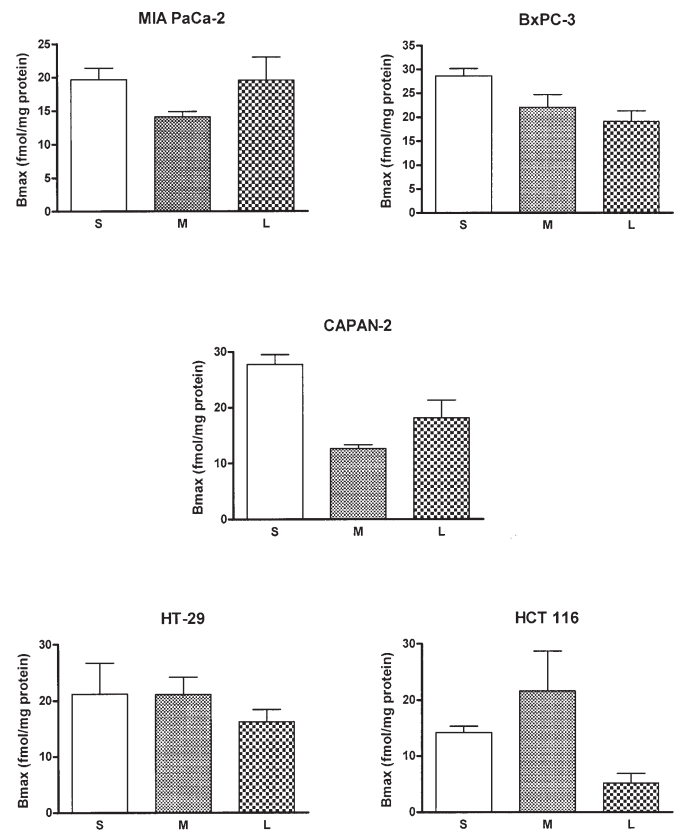 MIA PaCa-2
Bmax (fmol/mg protein)
25
20
15
10
5
0
S M L
BxPC-3
Bmax (fmol/mg protein)
35
30
25
20
15
10
5
0
S M L
CAPAN-2
Bmax (fmol/mg protein)
30
20
10
0
S M L
HT-29
Bmax (fmol/mg protein)
30
20
10
0
S M L
HCT 116
Bmax (fmol/mg protein)
30
20
10
0
S M L